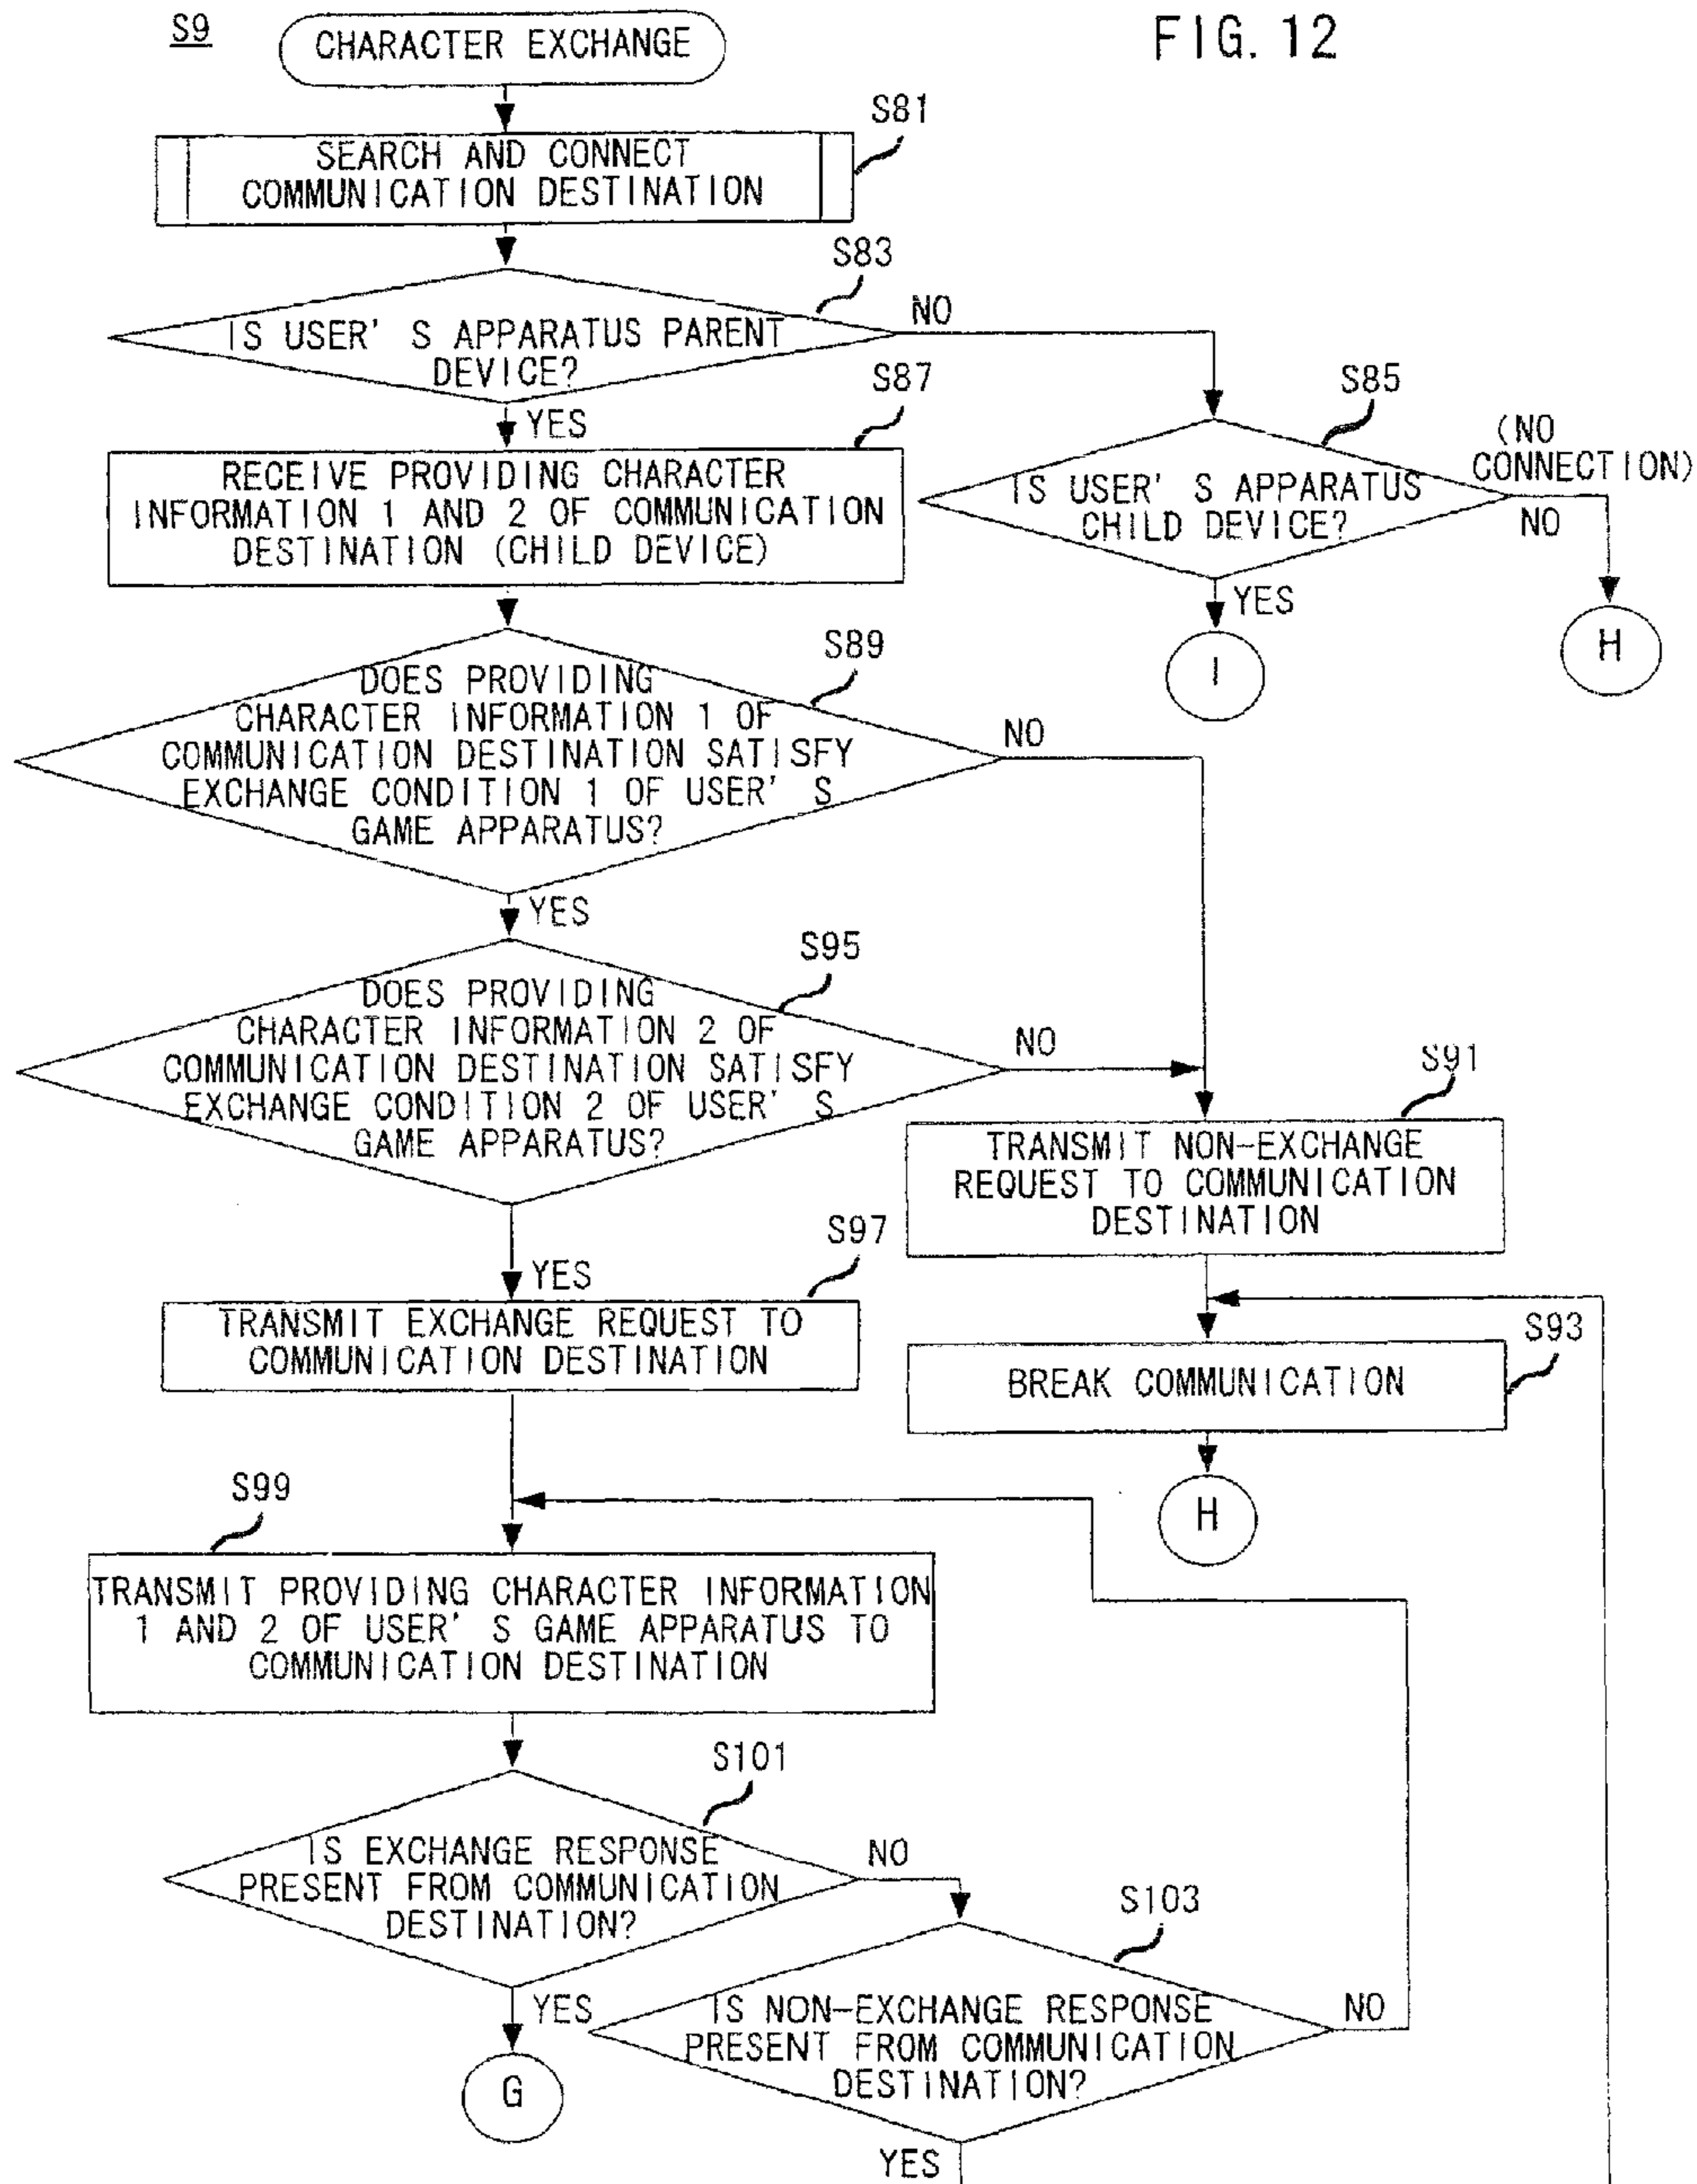 S9
CHARACTER EXCHANGE
FIG. 12
S81
SEARCH AND CONNECT
COMMUNICATION DESTINATION
S83
IS USER' S APPARATUS PARENT
DEVICE?
NO
YES
S87
RECEIVE PROVIDING CHARACTER
INFORMATION 1 AND 2 OF COMMUNICATION
DESTINATION (CHILD DEVICE)
S85
IS USER' S APPARATUS
CHILD DEVICE?
(NO
CONNECTION)
NO
YES
I
H
S89
DOES PROVIDING
CHARACTER INFORMATION 1 OF
COMMUNICATION DESTINATION SATISFY
EXCHANGE CONDITION 1 OF USER' S
GAME APPARATUS?
NO
YES
S95
DOES PROVIDING
CHARACTER INFORMATION 2 OF
COMMUNICATION DESTINATION SATISFY
EXCHANGE CONDITION 2 OF USER' S
GAME APPARATUS?
NO
YES
S91
TRANSMIT NON-EXCHANGE
REQUEST TO COMMUNICATION
DESTINATION
S97
TRANSMIT EXCHANGE REQUEST TO
COMMUNICATION DESTINATION
S93
BREAK COMMUNICATION
H
S99
TRANSMIT PROVIDING CHARACTER INFORMATION
1 AND 2 OF USER' S GAME APPARATUS TO
COMMUNICATION DESTINATION
S101
IS EXCHANGE RESPONSE
PRESENT FROM COMMUNICATION
DESTINATION?
NO
YES
G
S103
IS NON-EXCHANGE RESPONSE
PRESENT FROM COMMUNICATION
DESTINATION?
NO
YES